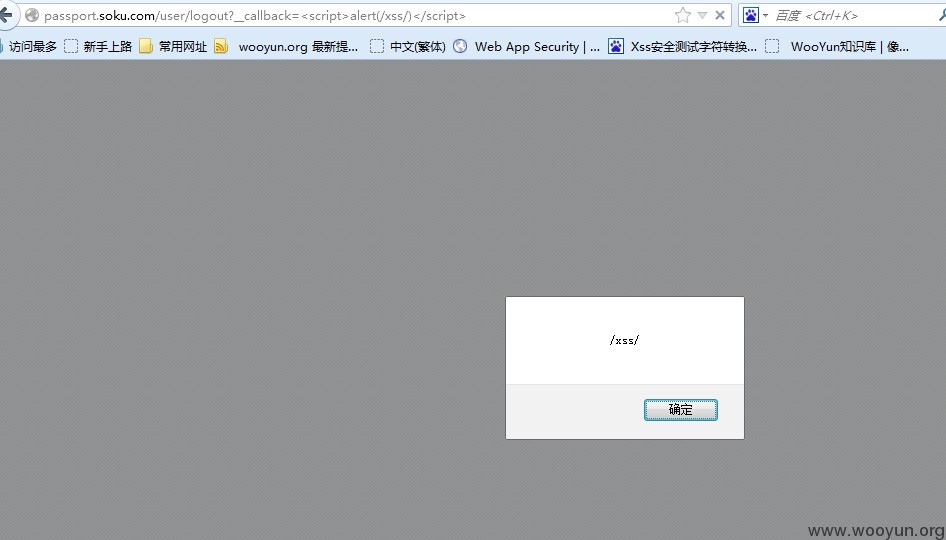 passport.soku.com/user/logout?__callback=<script>alert(/xss/)</script>
百度 <Ctrl+K>
访问最多 新手上路 常用网址 wooyun.org 最新提... 中文(繁体) Web App Security | ... Xss安全测试字符转换... WooYun知识库 | 像...
/xss/
确定
www.wooyun.org